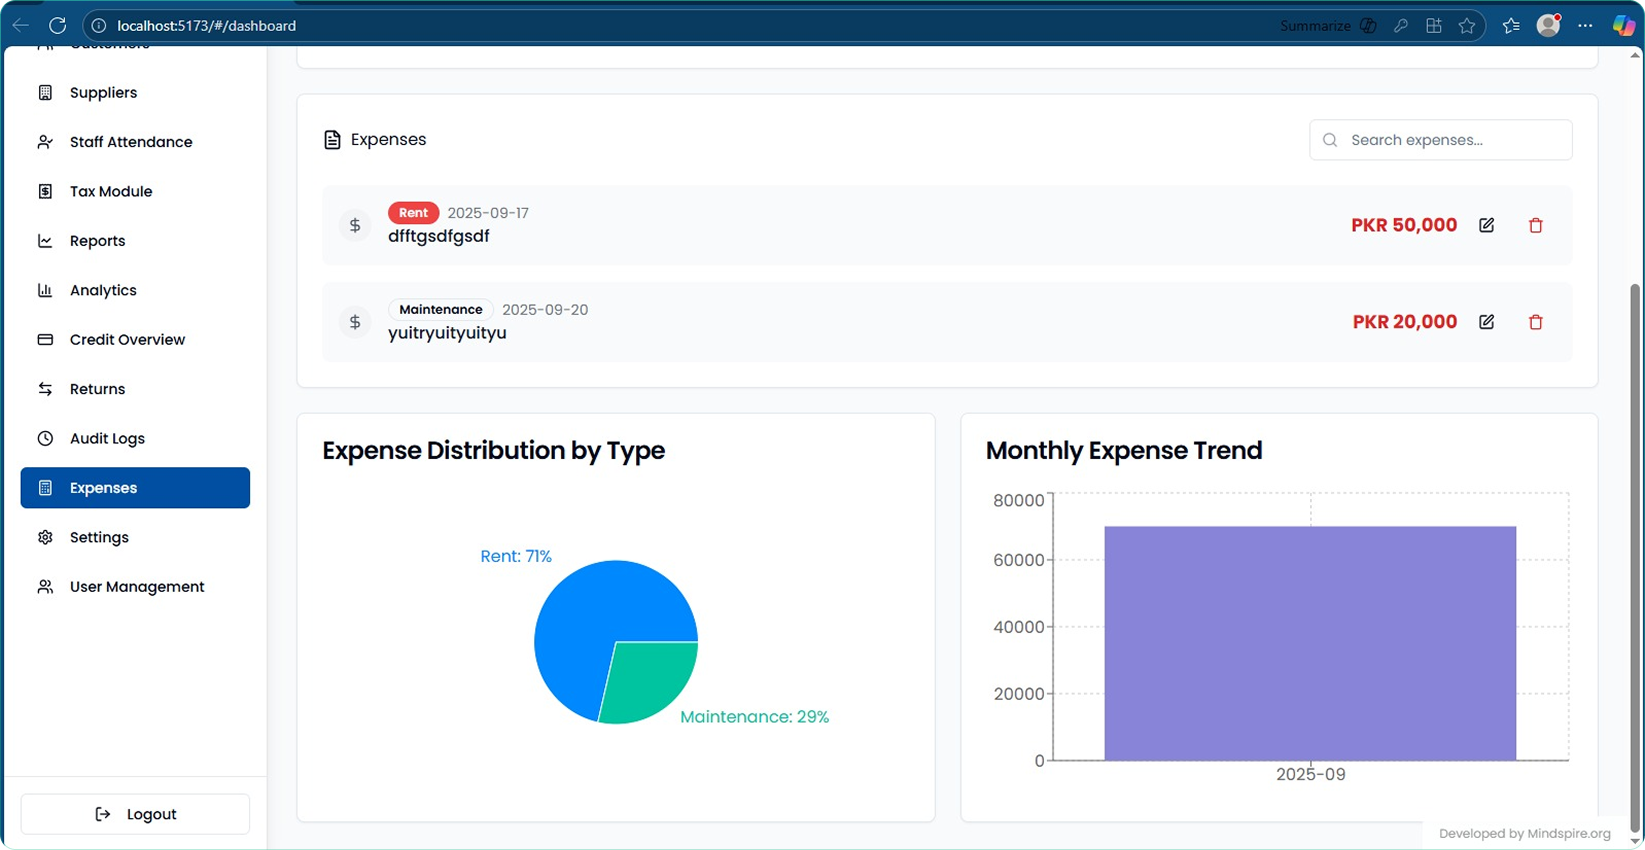 localhost:5173/#/dashboard
Summarize
Customers
Suppliers
Staff Attendance
Tax Module
Reports
Analytics
Credit Overview
Returns
Audit Logs
Expenses
Settings
User Management
Logout
Expenses
Search expenses...
Rent 2025-09-17
dfftgsdfgsdf
PKR 50,000
Maintenance 2025-09-20
yuitryuityuityu
PKR 20,000
Expense Distribution by Type
Rent: 71%
Maintenance: 29%
Monthly Expense Trend
80000
60000
40000
20000
0
2025-09
Developed by Mindspire.org